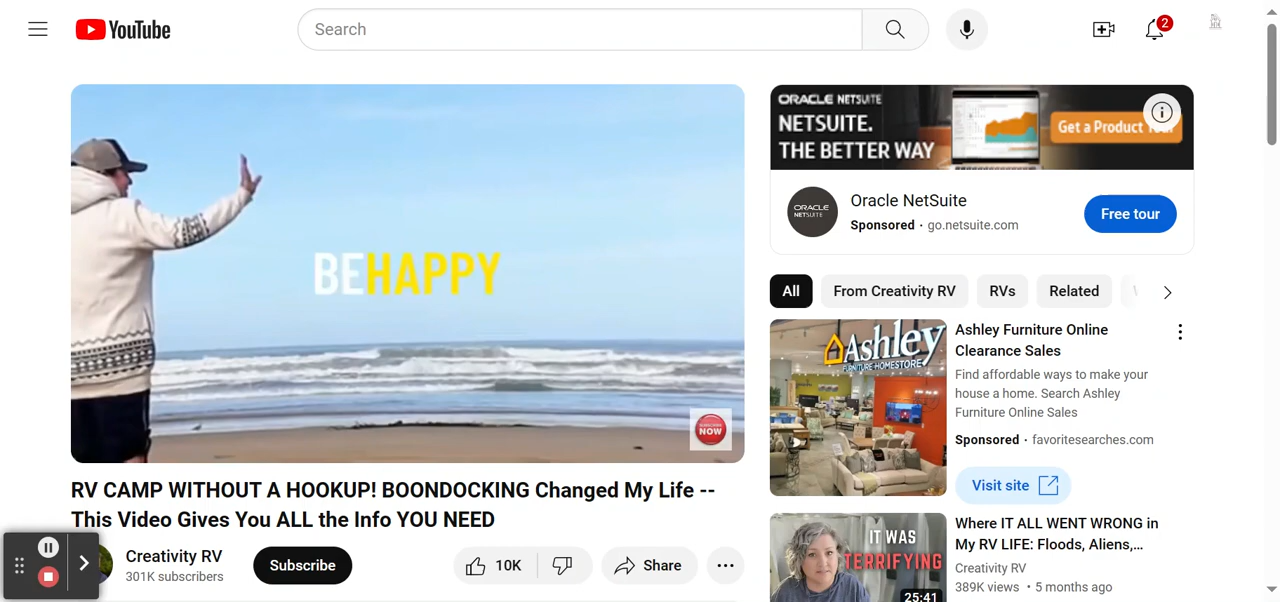 YouTube
Search
2
BEHAPPY
SUBSCRIBE
NOW
RV CAMP WITHOUT A HOOKUP! BOONDOCKING Changed My Life --
This Video Gives You ALL the Info YOU NEED
Creativity RV
301K subscribers
Subscribe
10K
Share
ORACLE NETSUITE
NETSUITE.
THE BETTER WAY
Get a Product
ORACLE
NETSUITE
Oracle NetSuite
Sponsored · go.netsuite.com
Free tour
All
From Creativity RV
RVs
Related
Ashley
FURNITURE HOMESTORE
Ashley Furniture Online
Clearance Sales
Find affordable ways to make your
house a home. Search Ashley
Furniture Online Sales
Sponsored · favoritesearches.com
Visit site
IT WAS
TERRIFYING
25:41
Where IT ALL WENT WRONG in
My RV LIFE: Floods, Aliens,...
Creativity RV
389K views • 5 months ago